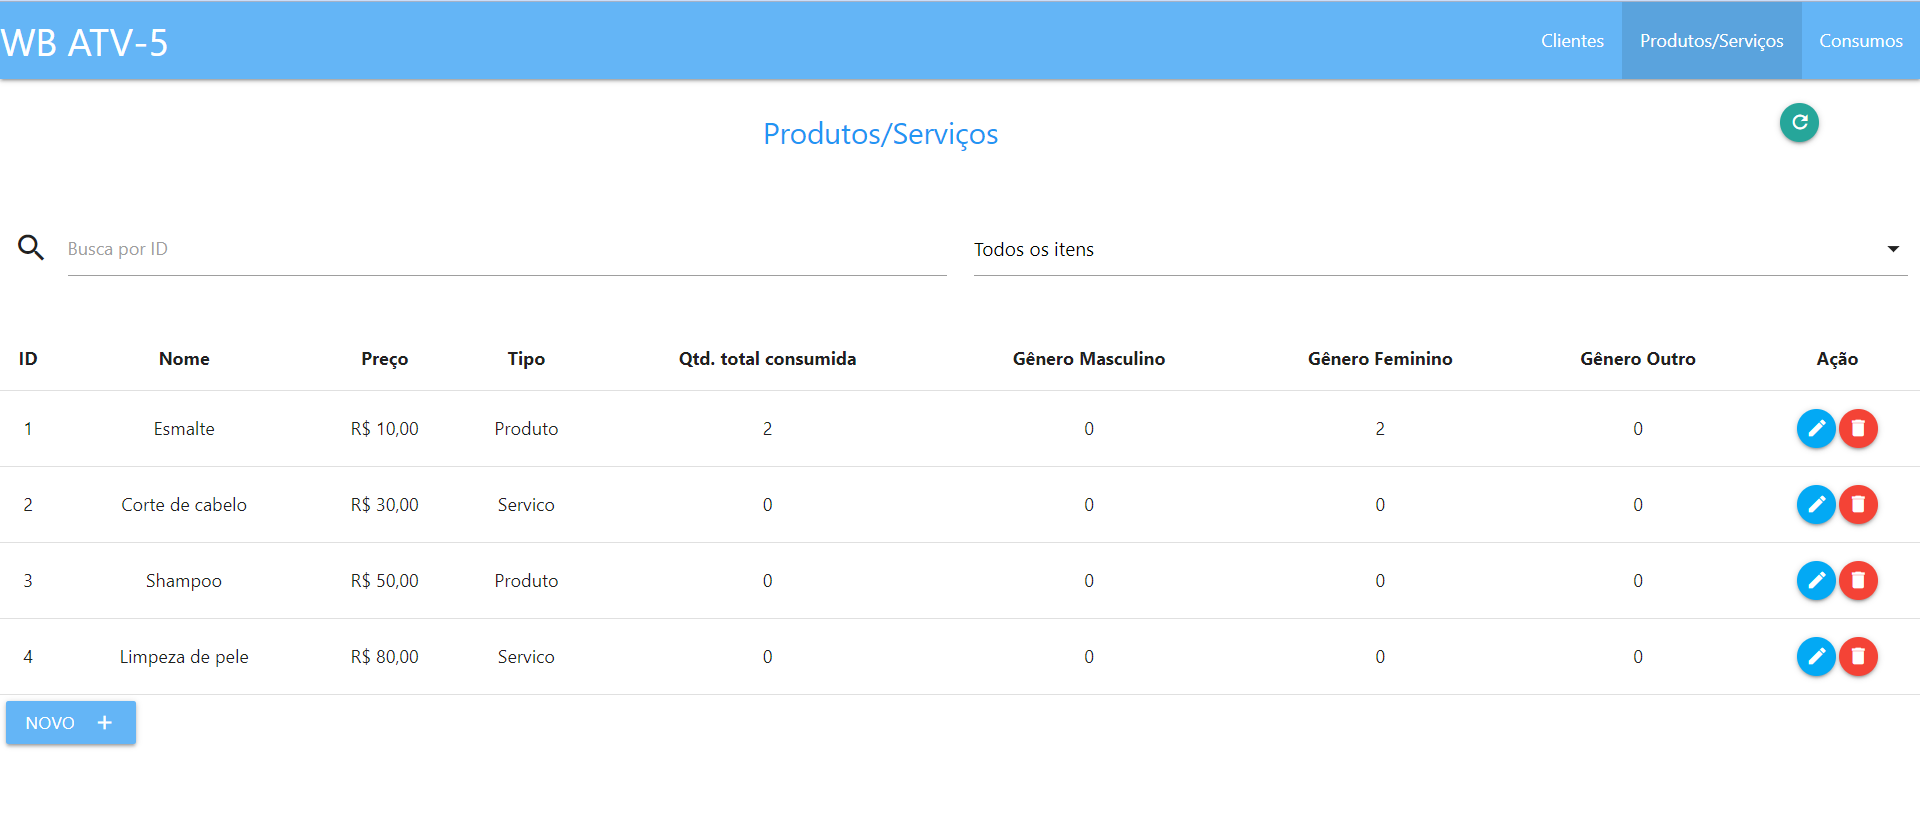 WB ATV-5 Clientes Produtos/Serviços Consumos
Produtos/Serviços
Busca por ID Todos os itens
ID Nome Preço Tipo Qtd. total consumida Gênero Masculino Gênero Feminino Gênero Outro Ação
1 Esmalte R$ 10,00 Produto 2 0 2 0
2 Corte de cabelo R$ 30,00 Servico 0 0 0 0
3 Shampoo R$ 50,00 Produto 0 0 0 0
4 Limpeza de pele R$ 80,00 Servico 0 0 0 0
NOVO +